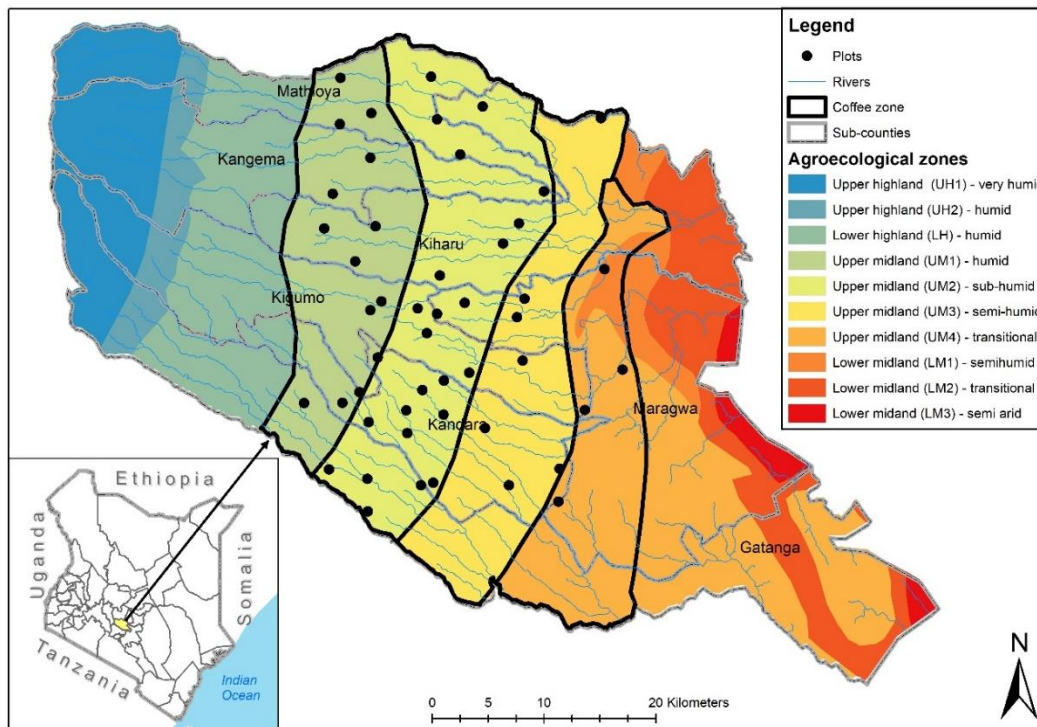 Legend
Plots
Rivers
Coffee zone
Sub-counties
Agroecological zones
Upper highland (UH1) - very humid
Upper highland (UH2) - humid
Lower highland (LH) - humid
Upper midland (UM1) - humid
Upper midland (UM2) - sub-humid
Upper midland (UM3) - semi-humid
Upper midland (UM4) - transitional
Lower midland (LM1) - semihumid
Lower midland (LM2) - transitional
Lower midand (LM3) - semi arid
Mathioya
Kangema
Kiharu
Kigumo
Kandara
Maragwa
Gatanga
Ethiopia
Uganda
Somalia
Tanzania
Indian
Ocean
0 5 10 20 Kilometers
N